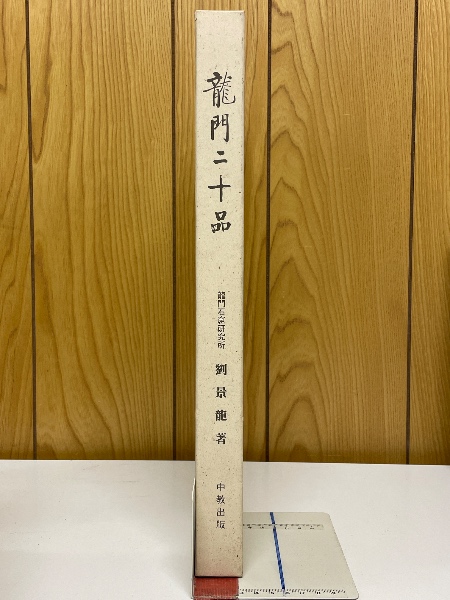 龍門二十品
龍門石窟研究所
劉景龍 著
中教出版